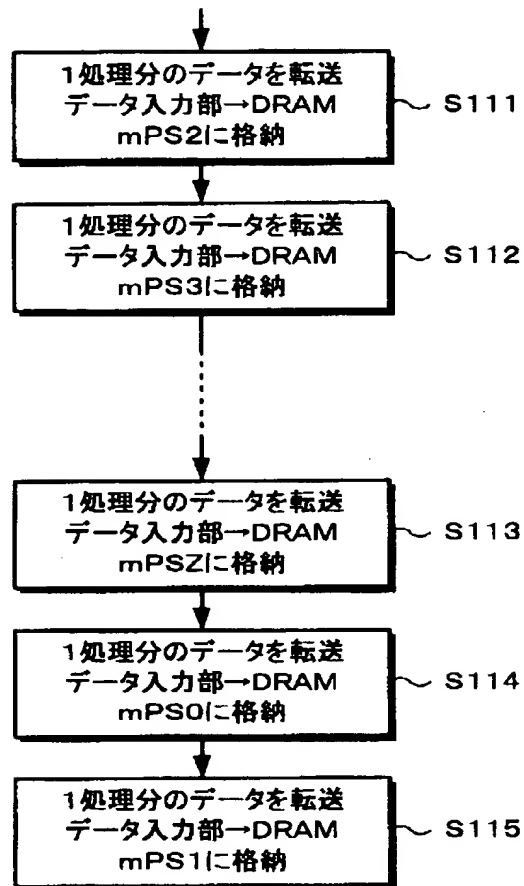 1処理分のデータを転送
データ入力部→DRAM
mPS2に格納
S111
1処理分のデータを転送
データ入力部→DRAM
mPS3に格納
S112
1処理分のデータを転送
データ入力部→DRAM
mPSZに格納
S113
1処理分のデータを転送
データ入力部→DRAM
mPS0に格納
S114
1処理分のデータを転送
データ入力部→DRAM
mPS1に格納
S115